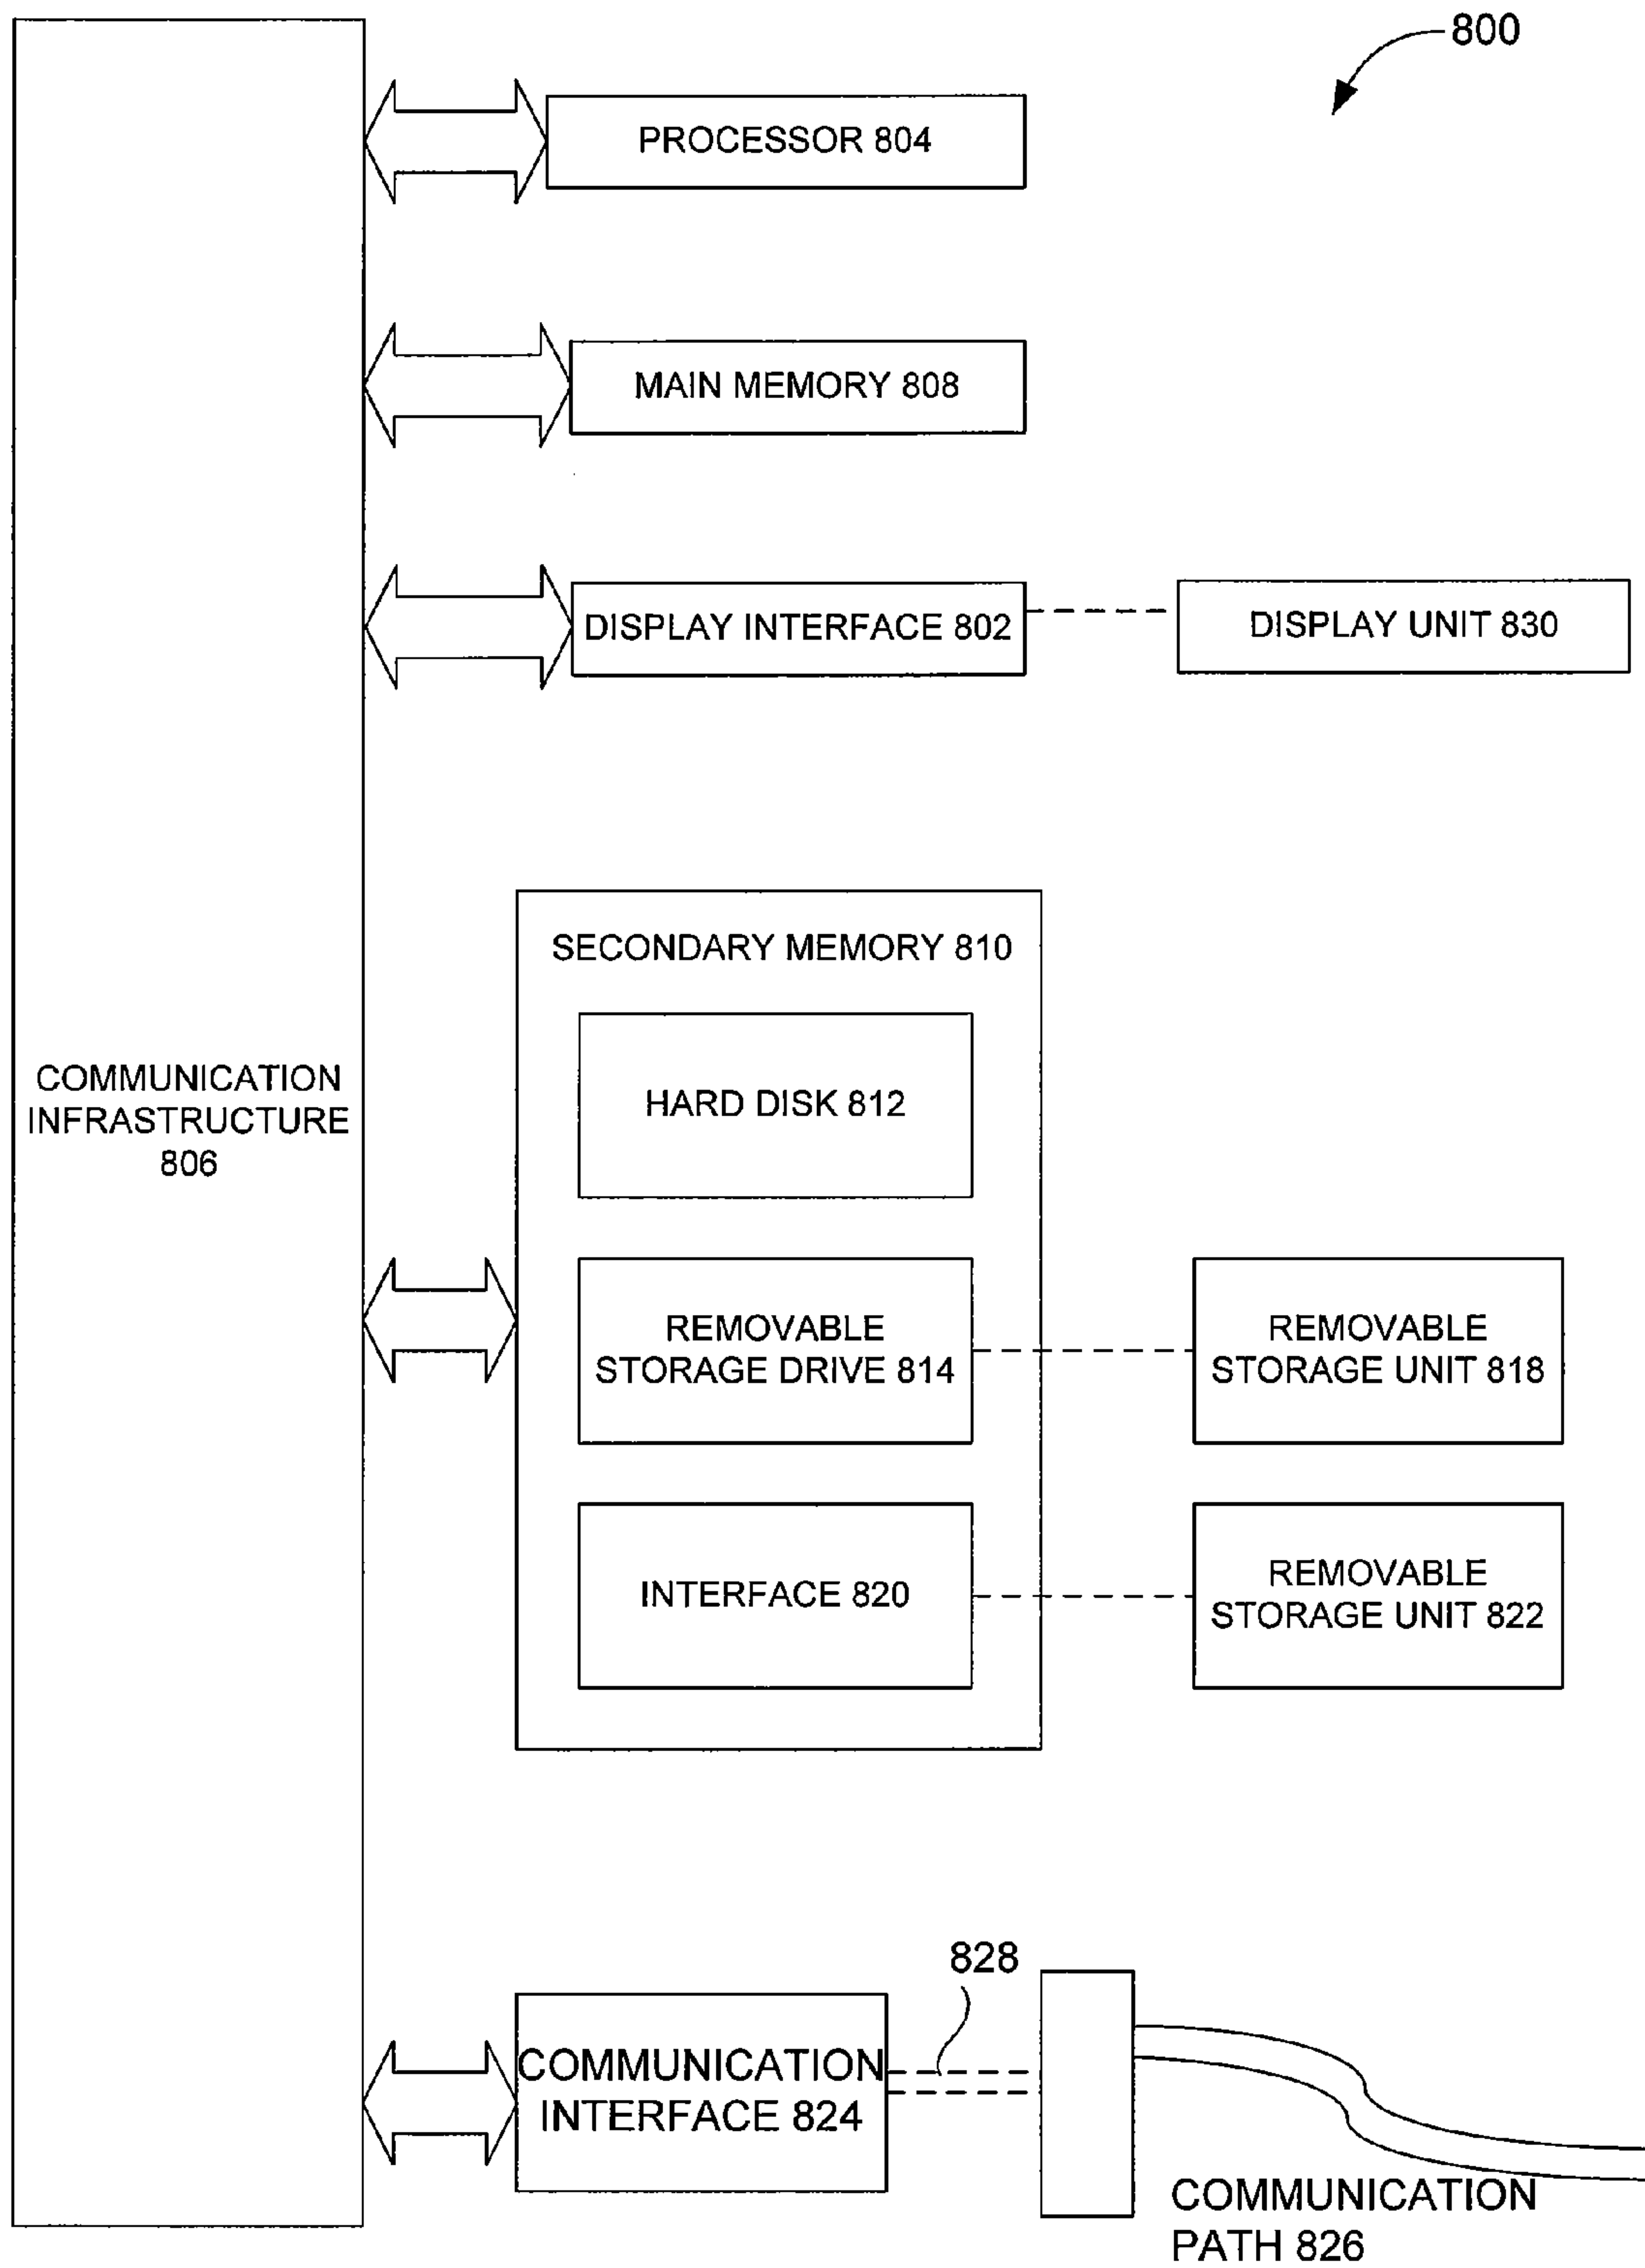 800
PROCESSOR 804
MAIN MEMORY 808
DISPLAY INTERFACE 802
DISPLAY UNIT 830
SECONDARY MEMORY 810
HARD DISK 812
COMMUNICATION
INFRASTRUCTURE
806
REMOVABLE
STORAGE DRIVE 814
REMOVABLE
STORAGE UNIT 818
INTERFACE 820
REMOVABLE
STORAGE UNIT 822
828
COMMUNICATION
INTERFACE 824
COMMUNICATION
PATH 826